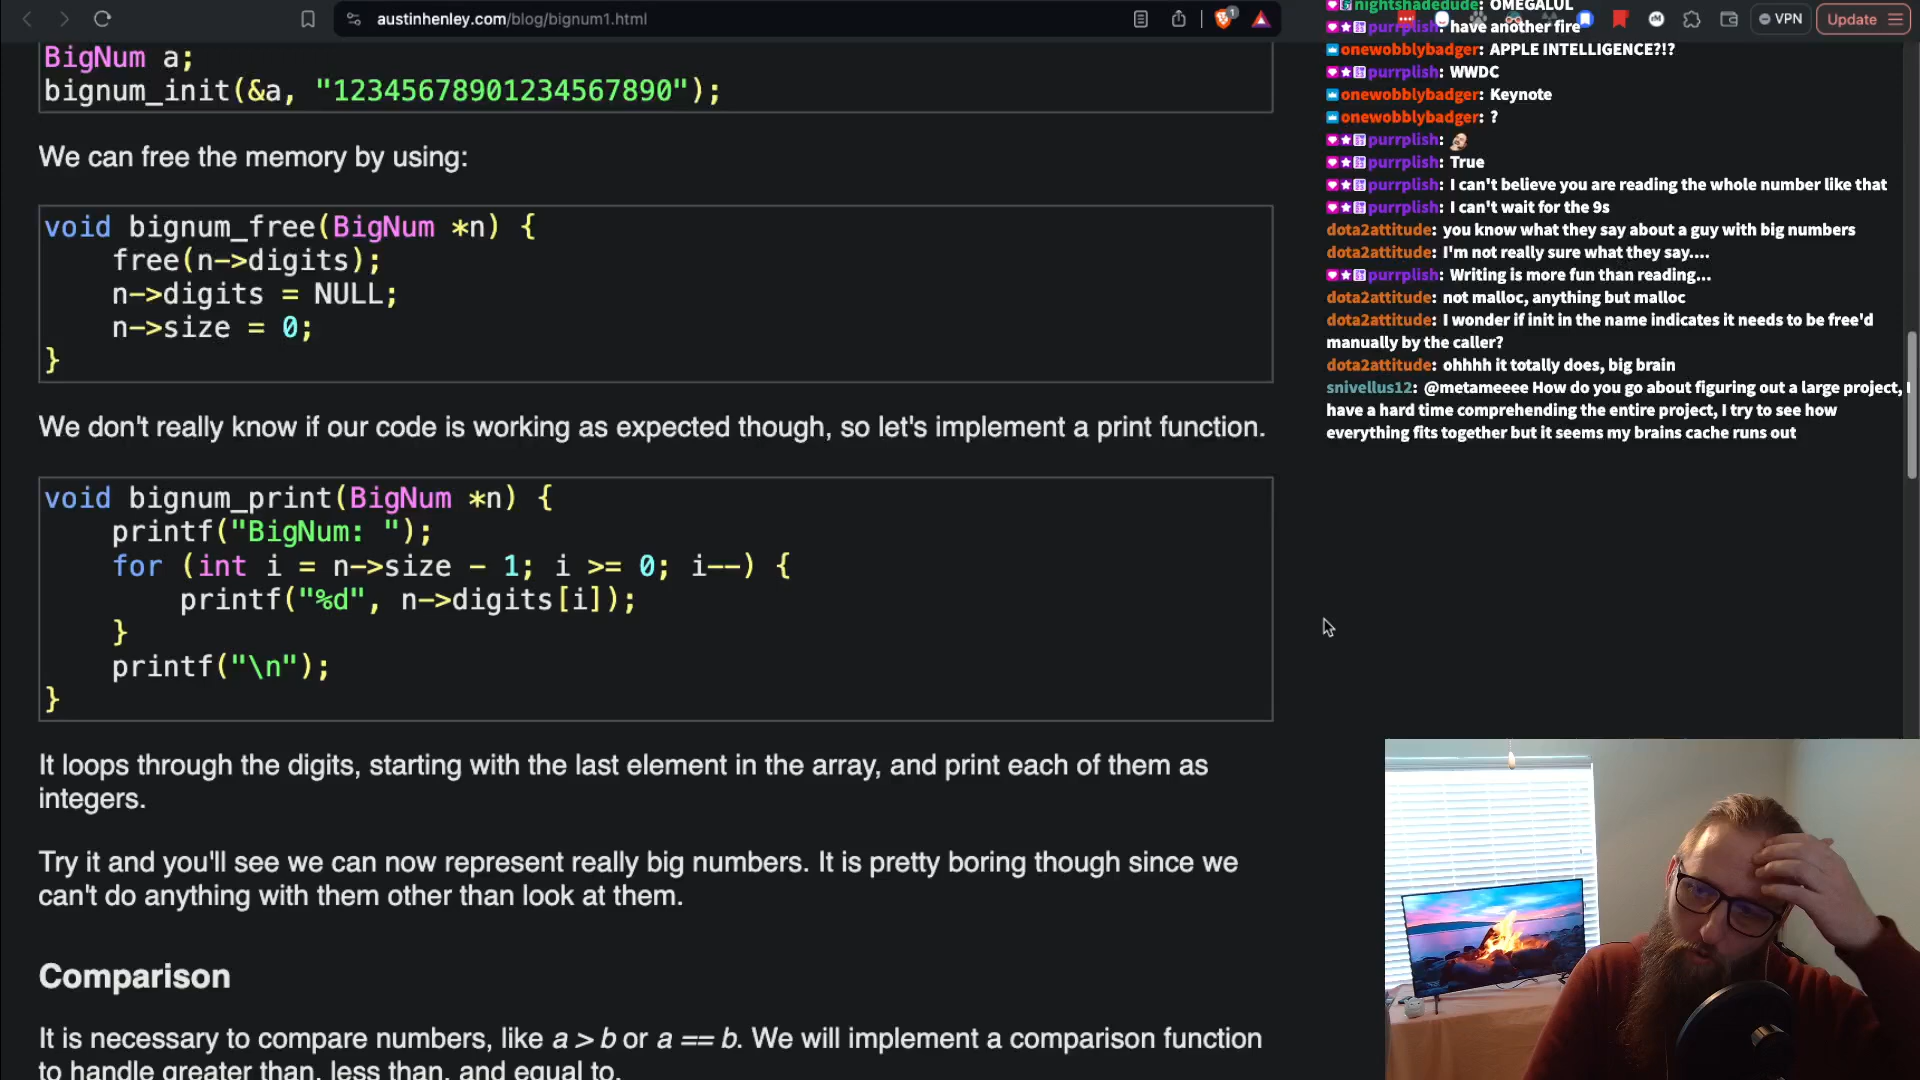 austinhenley.com/blog/bignum1.html
VPN
Update
BigNum a;
bignum_init(&a, "12345678901234567890");
We can free the memory by using:
void bignum_free(BigNum *n) {
free(n->digits);
n->digits = NULL;
n->size = 0;
}
We don't really know if our code is working as expected though, so let's implement a print function.
void bignum_print(BigNum *n) {
printf("BigNum: ");
for (int i = n->size - 1; i >= 0; i--) {
printf("%d", n->digits[i]);
}
printf("\n");
}
It loops through the digits, starting with the last element in the array, and print each of them as
integers.
Try it and you'll see we can now represent really big numbers. It is pretty boring though since we
can't do anything with them other than look at them.
Comparison
It is necessary to compare numbers, like a > b or a == b. We will implement a comparison function
to handle greater than, less than, and equal to.
nightshadedude: OMEGALUL
purrplish: have another fire
onewobblybadger: APPLE INTELLIGENCE?!?
purrplish: WWDC
onewobblybadger: Keynote
onewobblybadger: ?
purrplish:
purrplish: True
purrplish: I can't believe you are reading the whole number like that
purrplish: I can't wait for the 9s
dota2attitude: you know what they say about a guy with big numbers
dota2attitude: I'm not really sure what they say....
purrplish: Writing is more fun than reading...
dota2attitude: not malloc, anything but malloc
dota2attitude: I wonder if init in the name indicates it needs to be free'd
manually by the caller?
dota2attitude: ohhhh it totally does, big brain
snivellus12: @metameeee How do you go about figuring out a large project, I
have a hard time comprehending the entire project, I try to see how
everything fits together but it seems my brains cache runs out